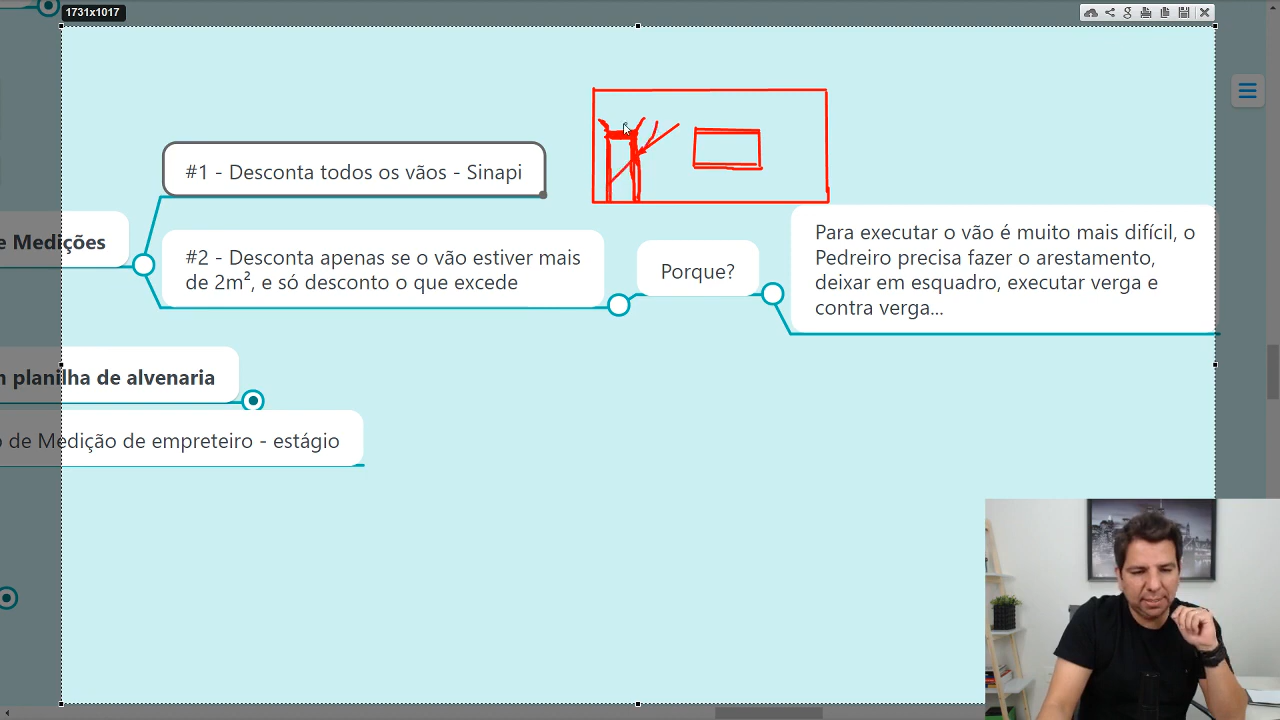 1731x1017
#1 - Desconta todos os vãos - Sinapi
e Medições
#2 - Desconta apenas se o vão estiver mais
de 2m², e só desconto o que excede
Porque?
Para executar o vão é muito mais difícil, o
Pedreiro precisa fazer o arestamento,
deixar em esquadro, executar verga e
contra verga...
planilha de alvenaria
de Medição de empreteiro - estágio